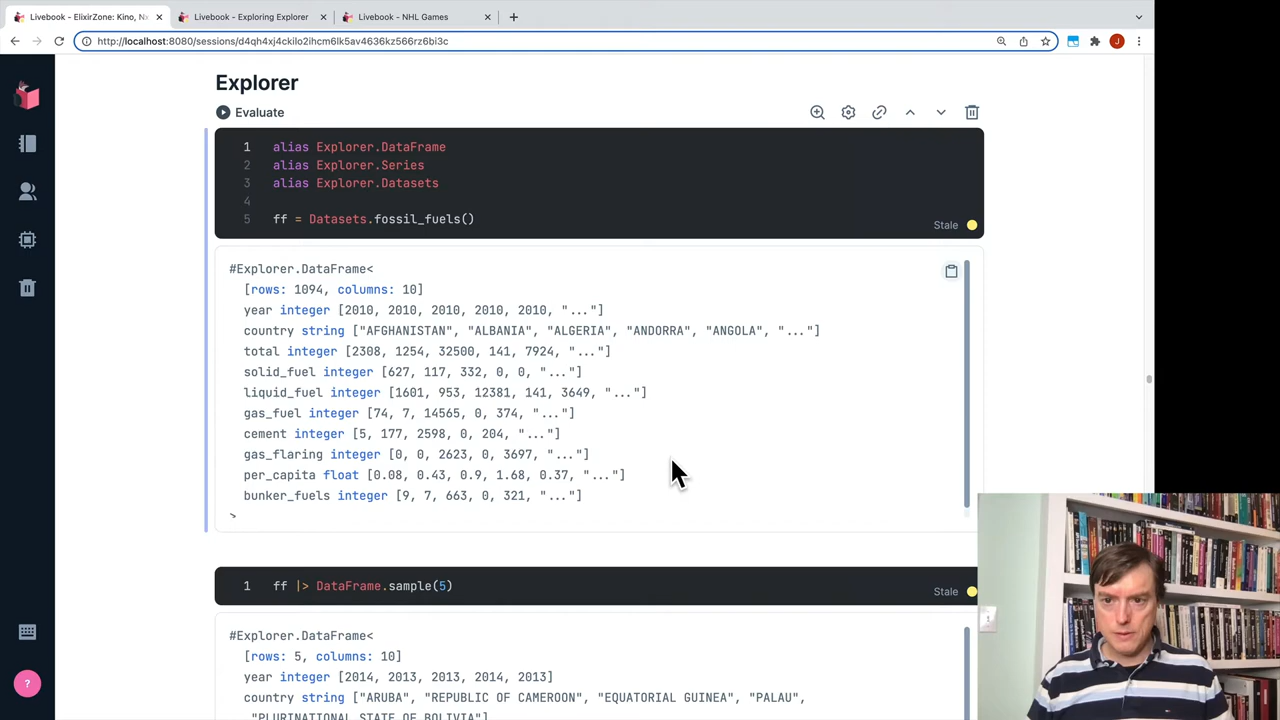 Livebook - ElixirZone: Kino, Nx
Livebook - Exploring Explorer
Livebook - NHL Games
http://localhost:8080/sessions/d4qh4xj4ckilo2ihcm6lk5av4636kz566rz6bi3c
J
Explorer
Evaluate
1 alias Explorer.DataFrame
2 alias Explorer.Series
3 alias Explorer.Datasets
4
5 ff = Datasets.fossil_fuels()
Stale
#Explorer.DataFrame<
[rows: 1094, columns: 10]
year integer [2010, 2010, 2010, 2010, 2010, "..."]
country string ["AFGHANISTAN", "ALBANIA", "ALGERIA", "ANDORRA", "ANGOLA", "..."]
total integer [2308, 1254, 32500, 141, 7924, "..."]
solid_fuel integer [627, 117, 332, 0, 0, "..."]
liquid_fuel integer [1601, 953, 12381, 141, 3649, "..."]
gas_fuel integer [74, 7, 14565, 0, 374, "..."]
cement integer [5, 177, 2598, 0, 204, "..."]
gas_flaring integer [0, 0, 2623, 0, 3697, "..."]
per_capita float [0.08, 0.43, 0.9, 1.68, 0.37, "..."]
bunker_fuels integer [9, 7, 663, 0, 321, "..."]
>
1 ff |> DataFrame.sample(5)
Stale
#Explorer.DataFrame<
[rows: 5, columns: 10]
year integer [2014, 2013, 2013, 2014, 2013]
country string ["ARUBA", "REPUBLIC OF CAMEROON", "EQUATORIAL GUINEA", "PALAU",
"PLURINATIONAL STATE OF BOLIVIA"]
?